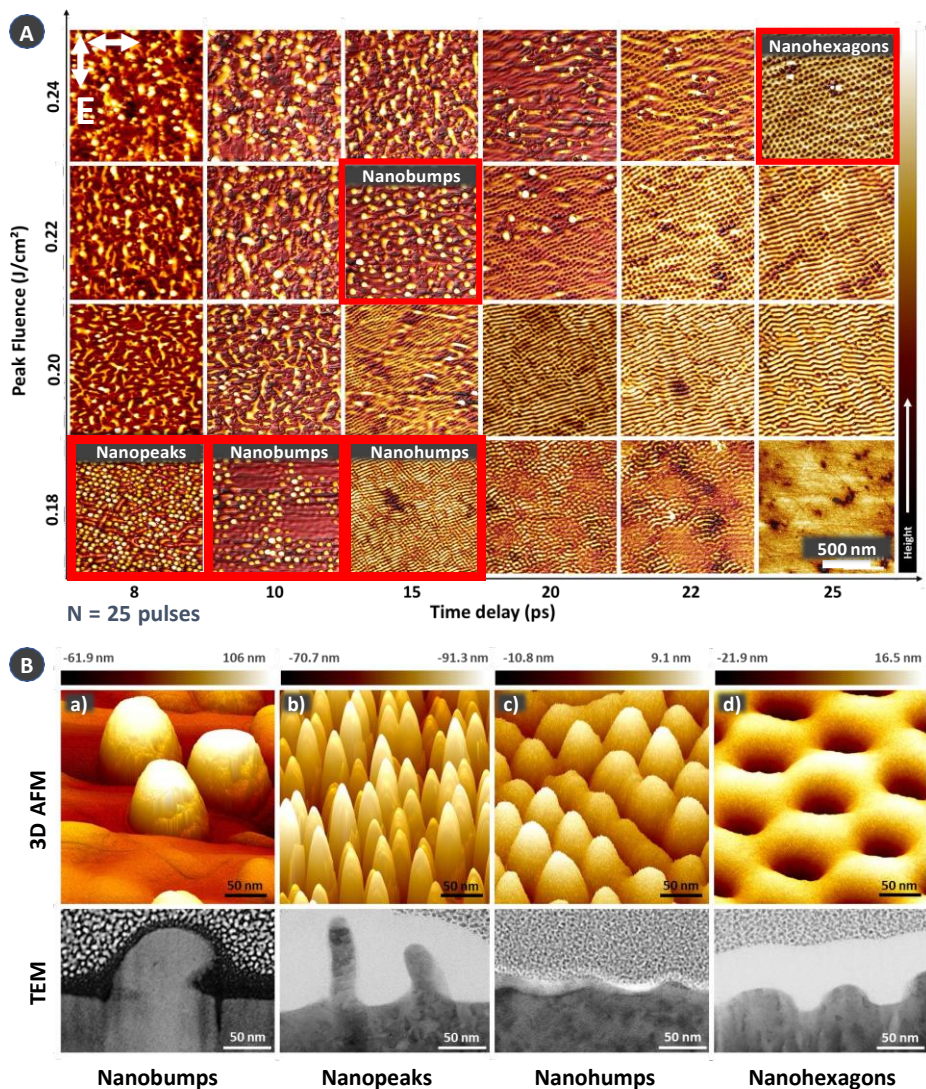 A
E
Nanohexagons
Nanobumps
Nanopeaks
Nanobumps
Nanohumps
Peak Fluence (J/cm²)
0.24
0.22
0.20
0.18
500 nm
Height
8
10
15
20
22
25
N = 25 pulses
Time delay (ps)
B
-61.9 nm
106 nm
-70.7 nm
-91.3 nm
-10.8 nm
9.1 nm
-21.9 nm
16.5 nm
a)
b)
c)
d)
3D AFM
50 nm
50 nm
50 nm
50 nm
TEM
50 nm
50 nm
50 nm
50 nm
Nanobumps
Nanopeaks
Nanohumps
Nanohexagons